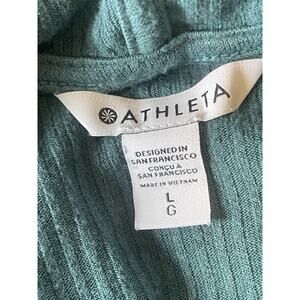 ATHLETA
DESIGNED IN
SAN FRANCISCO
CONÇU À
SAN FRANCISCO
MADE IN VIETNAM
L
G